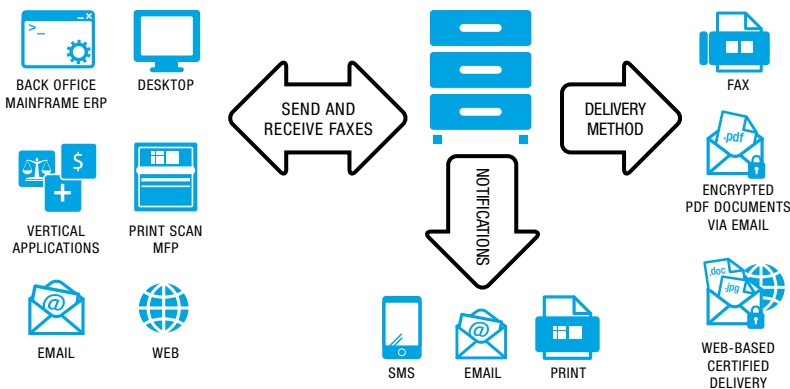 >_
BACK OFFICE
MAINFRAME ERP
DESKTOP
$
VERTICAL
APPLICATIONS
PRINT SCAN
MFP
@
EMAIL
WEB
SEND AND
RECEIVE FAXES
NOTIFICATIONS
SMS
@
EMAIL
PRINT
DELIVERY
METHOD
FAX
.pdf
ENCRYPTED
PDF DOCUMENTS
VIA EMAIL
.doc
.jpg
WEB-BASED
CERTIFIED
DELIVERY